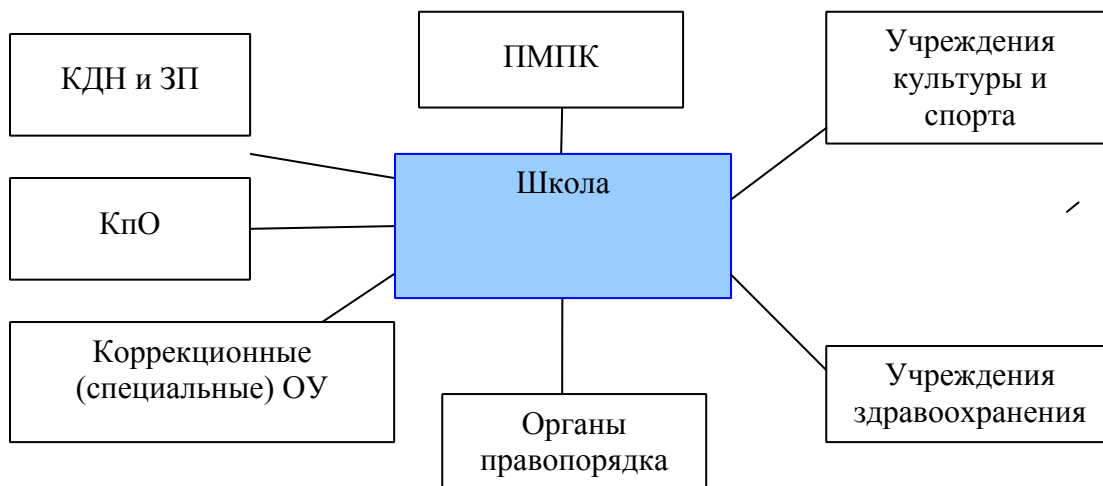 КДН и ЗП
ПМПК
Учреждения
культуры и
спорта
Школа
КпО
Коррекционные
(специальные) ОУ
Органы
правопорядка
Учреждения
здравоохранения